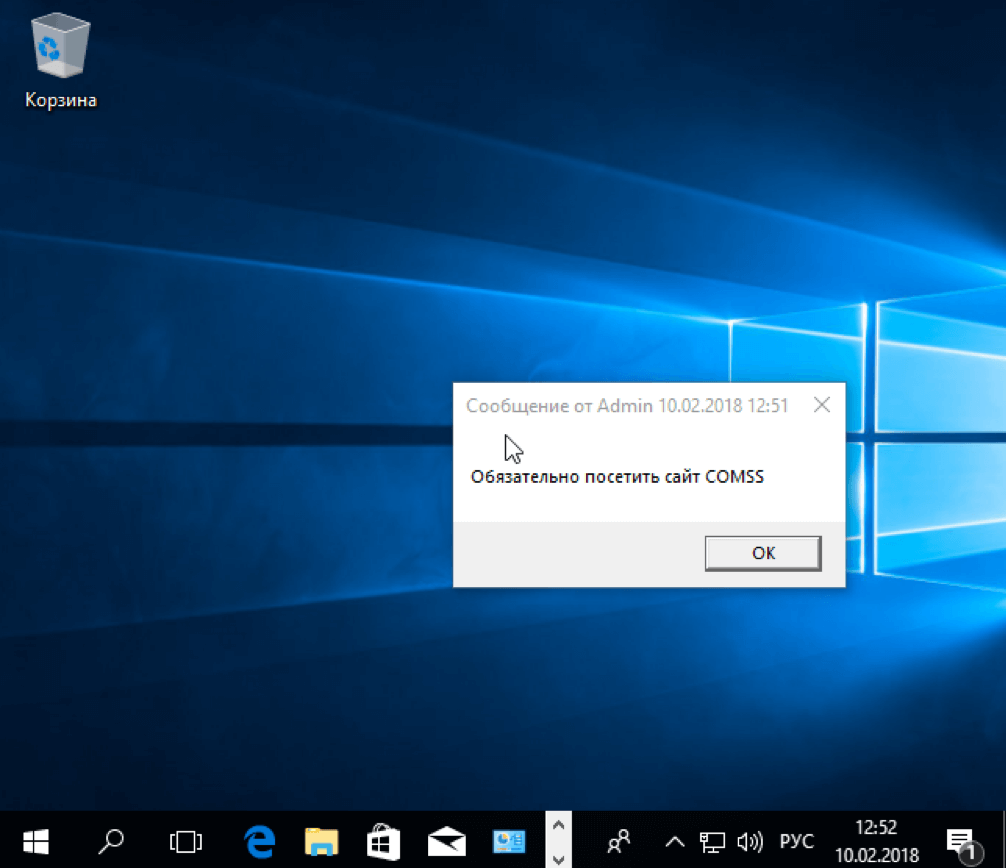 Корзина
Сообщение от Admin 10.02.2018 12:51
Обязательно посетить сайт COMSS
OK
РУС
12:52
10.02.2018
1